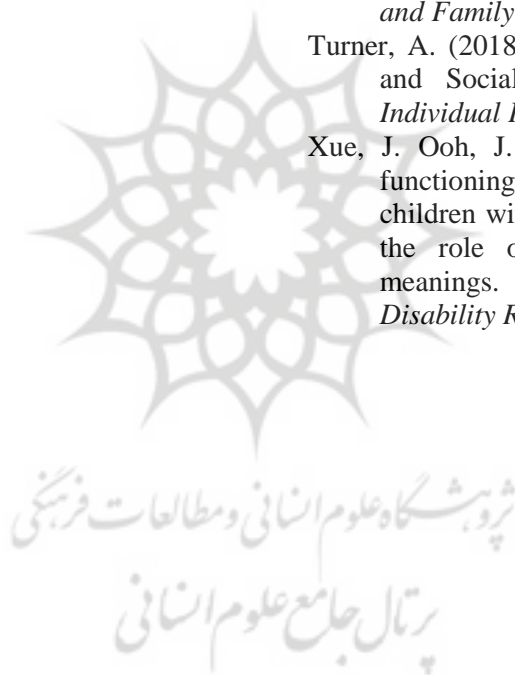 and Family
Turner, A. (2018
and Social
Individual
Xue, J. Ooh, J.
functioning
children wi
the role o
meanings.
Disability R
پژوهشگاه علوم انسانی و مطالعات فرهنگی
پرتال جامع علوم انسانی